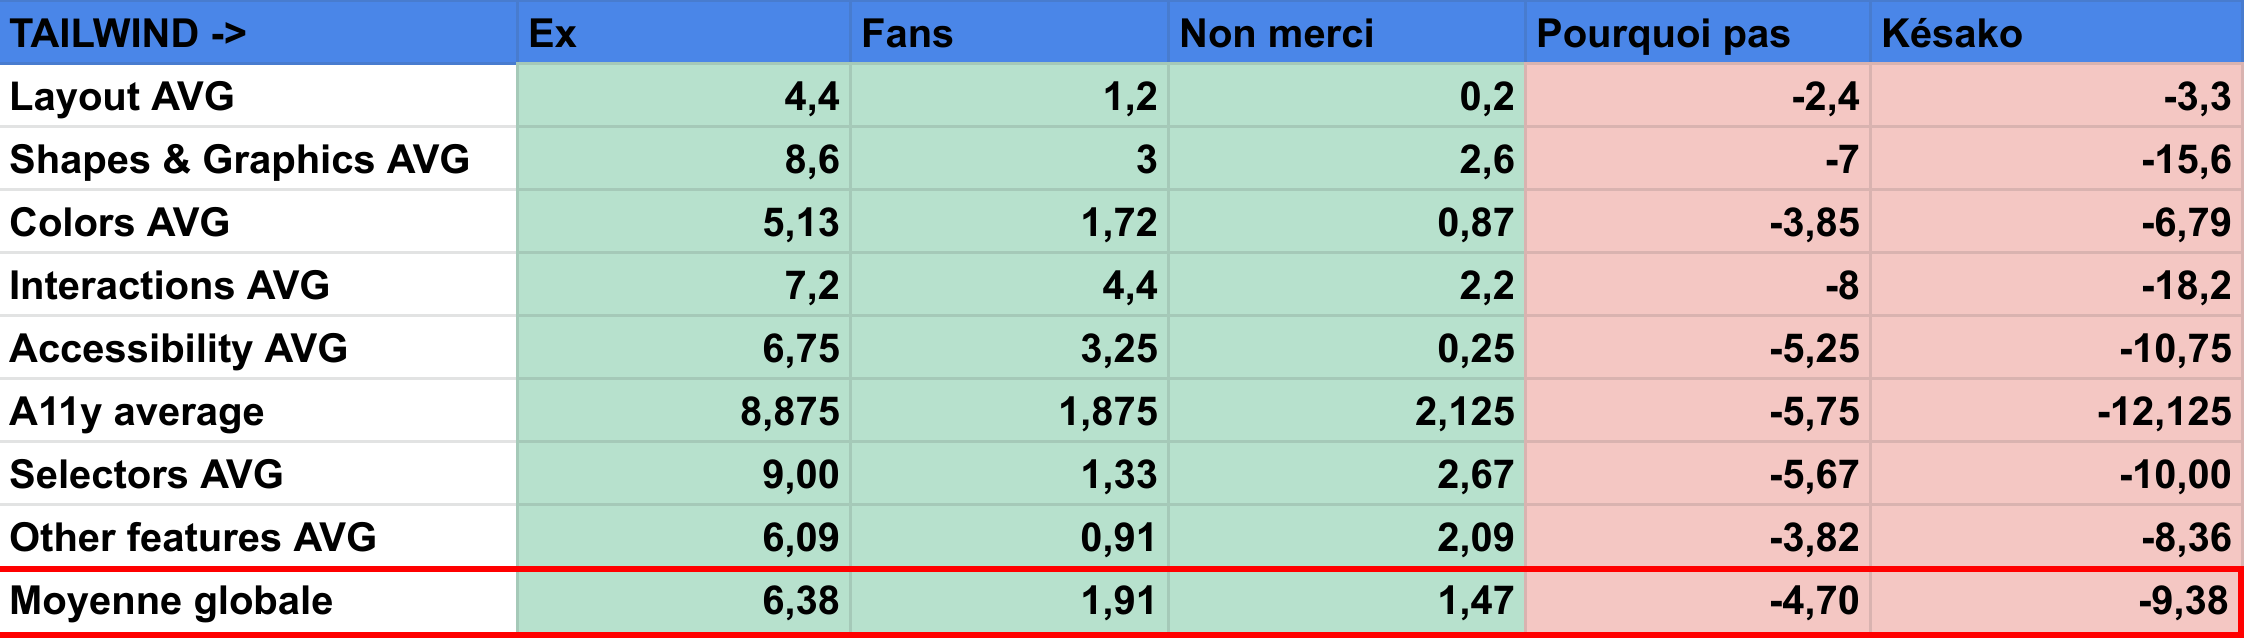 TAILWIND -> Ex Fans Non merci Pourquoi pas Késako
Layout AVG 4,4 1,2 0,2 -2,4 -3,3
Shapes & Graphics AVG 8,6 3 2,6 -7 -15,6
Colors AVG 5,13 1,72 0,87 -3,85 -6,79
Interactions AVG 7,2 4,4 2,2 -8 -18,2
Accessibility AVG 6,75 3,25 0,25 -5,25 -10,75
A11y average 8,875 1,875 2,125 -5,75 -12,125
Selectors AVG 9,00 1,33 2,67 -5,67 -10,00
Other features AVG 6,09 0,91 2,09 -3,82 -8,36
Moyenne globale 6,38 1,91 1,47 -4,70 -9,38